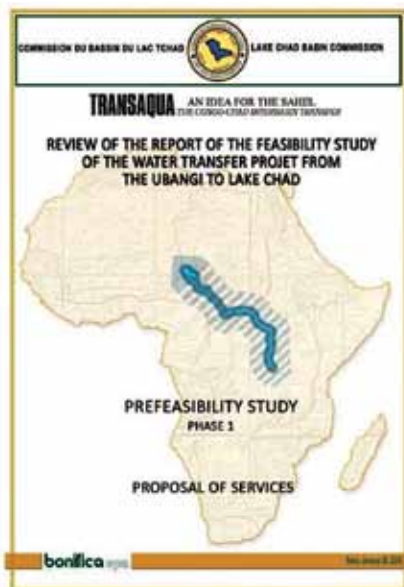 COMMISSION DU BASSIN DU LAC TCHAD
LAKE CHAD BASIN COMMISSION
TRANSAQUA AN IDEA FOR THE SAHEL
THE CONGO-CHAD INTERBASIN TRANSFER
REVIEW OF THE REPORT OF THE FEASIBILITY STUDY
OF THE WATER TRANSFER PROJET FROM
THE UBANGI TO LAKE CHAD
PREFEASIBILITY STUDY
PHASE 1
PROPOSAL OF SERVICES
bonifica spa